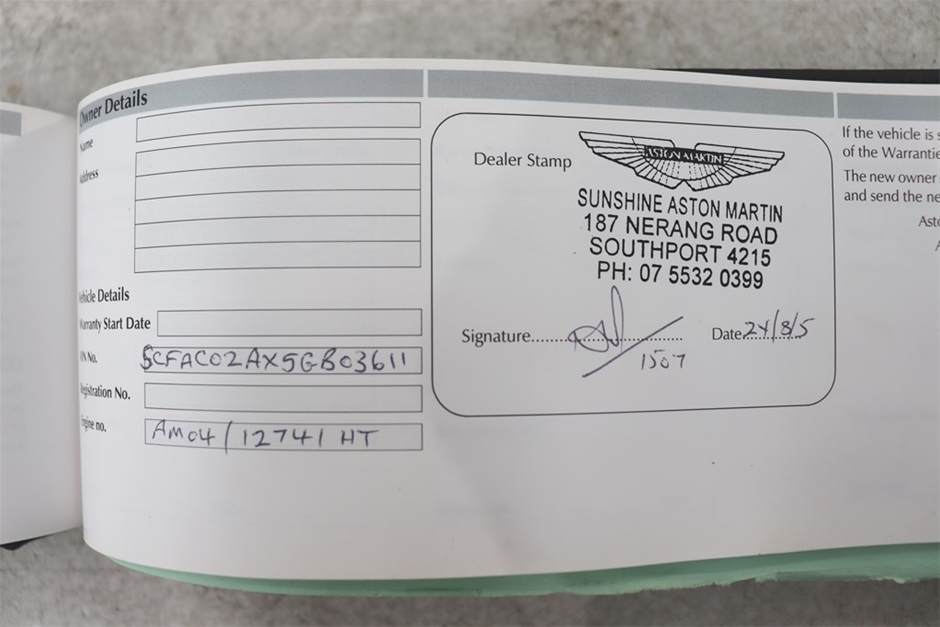 Owner Details
Name
Address
Vehicle Details
Warranty Start Date
VIN No.
SCFAC02AX5GB03611
Registration No.
Engine no.
AM04/12741 HT
Dealer Stamp
ASTON MARTIN
SUNSHINE ASTON MARTIN
187 NERANG ROAD
SOUTHPORT 4215
PH: 07 5532 0399
Signature
1507
Date 24/8/5
If the vehicle is
of the Warrantie
The new owner
and send the ne
Asto